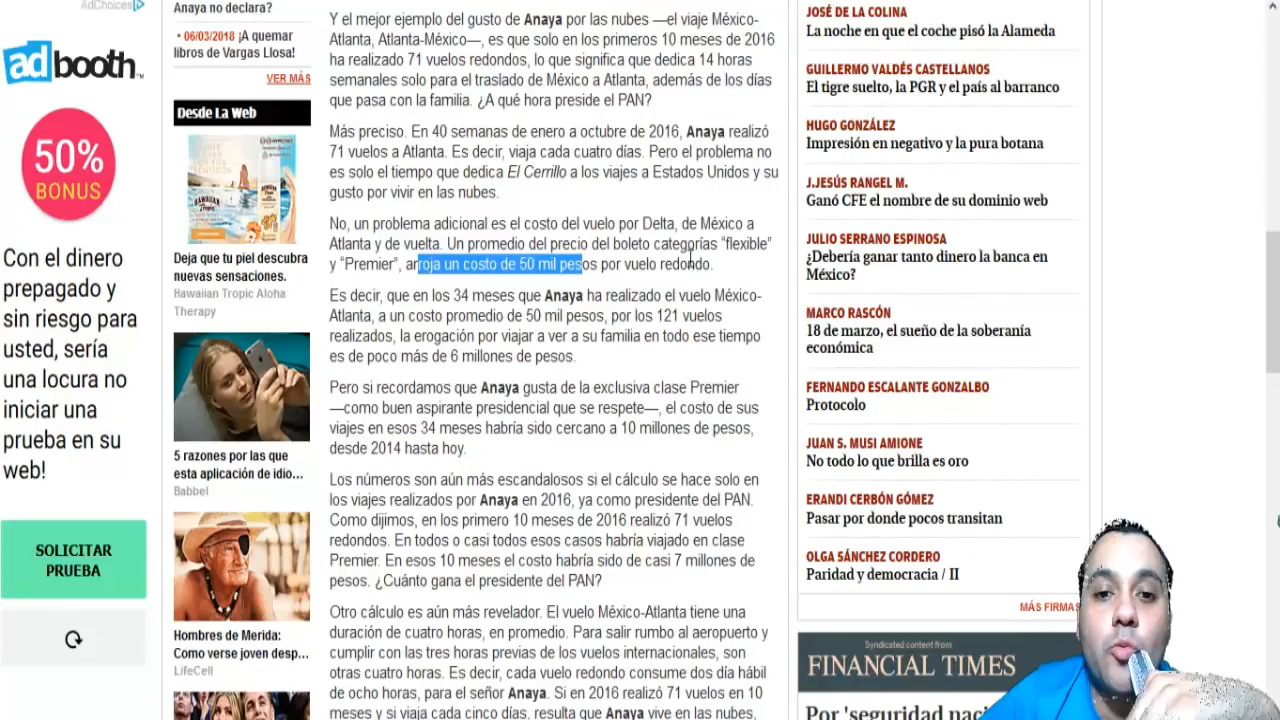 AdChoices
adbooth
50%
BONUS
Con el dinero
prepagado y
sin riesgo para
usted, sería
una locura no
iniciar una
prueba en su
web!
SOLICITAR
PRUEBA
Anaya no declara?
• 06/03/2018 ¡A quemar
libros de Vargas Llosa!
VER MÁS
Desde La Web
Deja que tu piel descubra
nuevas sensaciones.
Hawaiian Tropic Aloha
Therapy
5 razones por las que
esta aplicación de idio...
Babbel
Hombres de Merida:
Como verse joven desp...
LifeCell
Y el mejor ejemplo del gusto de Anaya por las nubes —el viaje México-
Atlanta, Atlanta-México—, es que solo en los primeros 10 meses de 2016
ha realizado 71 vuelos redondos, lo que significa que dedica 14 horas
semanales solo para el traslado de México a Atlanta, además de los días
que pasa con la familia. ¿A qué hora preside el PAN?
Más preciso. En 40 semanas de enero a octubre de 2016, Anaya realizó
71 vuelos a Atlanta. Es decir, viaja cada cuatro días. Pero el problema no
es solo el tiempo que dedica El Cerrillo a los viajes a Estados Unidos y su
gusto por vivir en las nubes.
No, un problema adicional es el costo del vuelo por Delta, de México a
Atlanta y de vuelta. Un promedio del precio del boleto categorías “flexible”
y “Premier”, arroja un costo de 50 mil pesos por vuelo redondo.
Es decir, que en los 34 meses que Anaya ha realizado el vuelo México-
Atlanta, a un costo promedio de 50 mil pesos, por los 121 vuelos
realizados, la erogación por viajar a ver a su familia en todo ese tiempo
es de poco más de 6 millones de pesos.
Pero si recordamos que Anaya gusta de la exclusiva clase Premier
—como buen aspirante presidencial que se respete—, el costo de sus
viajes en esos 34 meses habría sido cercano a 10 millones de pesos,
desde 2014 hasta hoy.
Los números son aún más escandalosos si el cálculo se hace solo en
los viajes realizados por Anaya en 2016, ya como presidente del PAN.
Como dijimos, en los primero 10 meses de 2016 realizó 71 vuelos
redondos. En todos o casi todos esos casos habría viajado en clase
Premier. En esos 10 meses el costo habría sido de casi 7 millones de
pesos. ¿Cuánto gana el presidente del PAN?
Otro cálculo es aún más revelador. El vuelo México-Atlanta tiene una
duración de cuatro horas, en promedio. Para salir rumbo al aeropuerto y
cumplir con las tres horas previas de los vuelos internacionales, son
otras cuatro horas. Es decir, cada vuelo redondo consume dos día hábil
de ocho horas, para el señor Anaya. Si en 2016 realizó 71 vuelos en 10
meses y si viaja cada cinco días, resulta que Anaya vive en las nubes,
JOSÉ DE LA COLINA
La noche en que el coche pisó la Alameda
GUILLERMO VALDÉS CASTELLANOS
El tigre suelto, la PGR y el país al barranco
HUGO GONZÁLEZ
Impresión en negativo y la pura botana
J.JESÚS RANGEL M.
Ganó CFE el nombre de su dominio web
JULIO SERRANO ESPINOSA
¿Debería ganar tanto dinero la banca en
México?
MARCO RASCÓN
18 de marzo, el sueño de la soberanía
económica
FERNANDO ESCALANTE GONZALBO
Protocolo
JUAN S. MUSI AMIONE
No todo lo que brilla es oro
ERANDI CERBÓN GÓMEZ
Pasar por donde pocos transitan
OLGA SÁNCHEZ CORDERO
Paridad y democracia / II
MÁS FIRMAS
Syndicated content from
FINANCIAL TIMES
Por 'seguridad naci